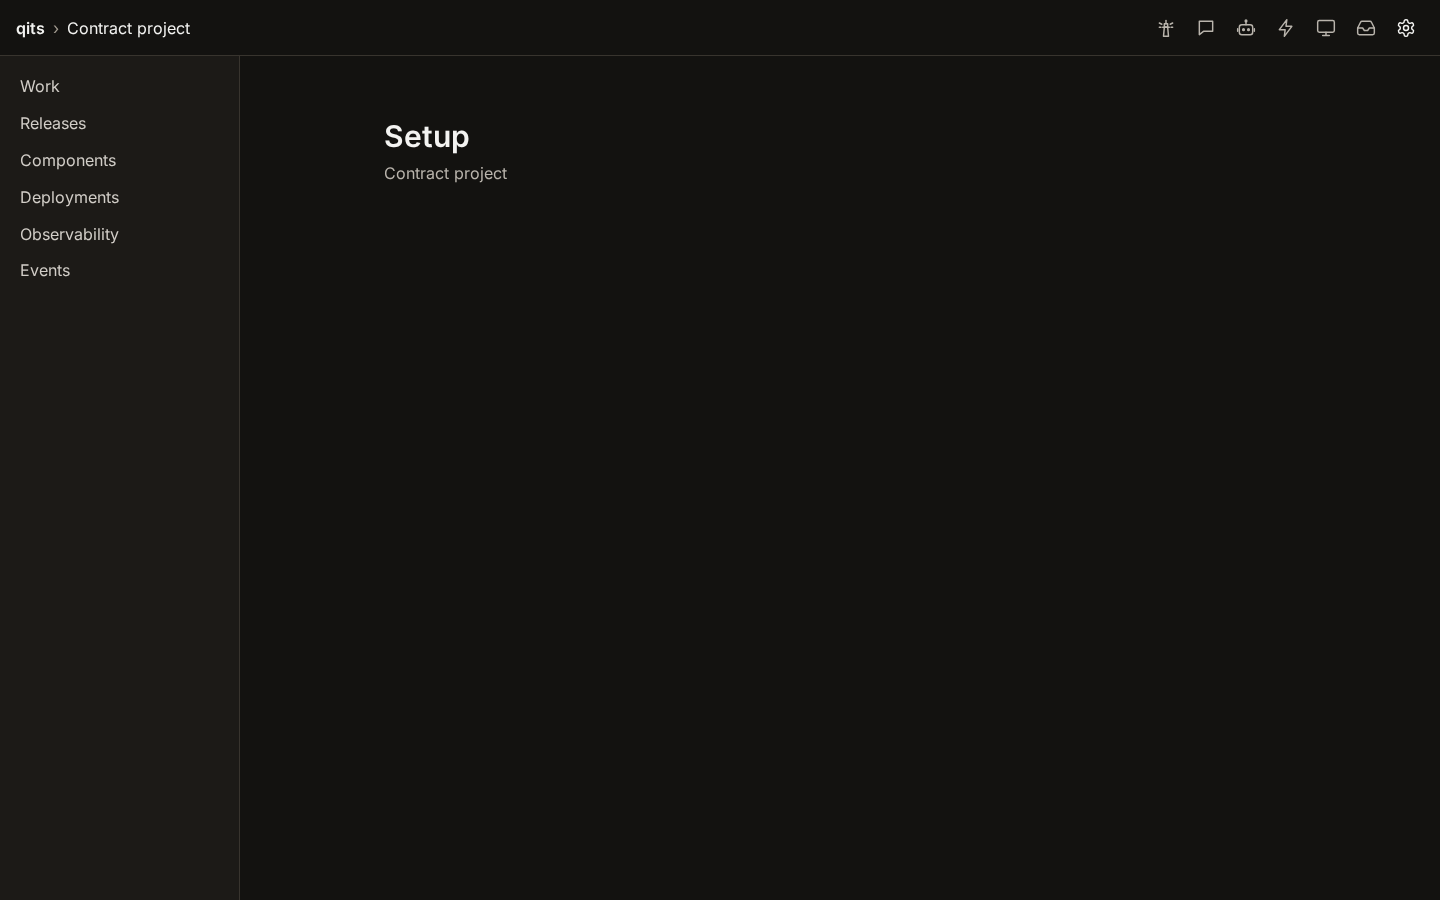 qits › Contract project
Work
Releases
Components
Deployments
Observability
Events
Setup
Contract project